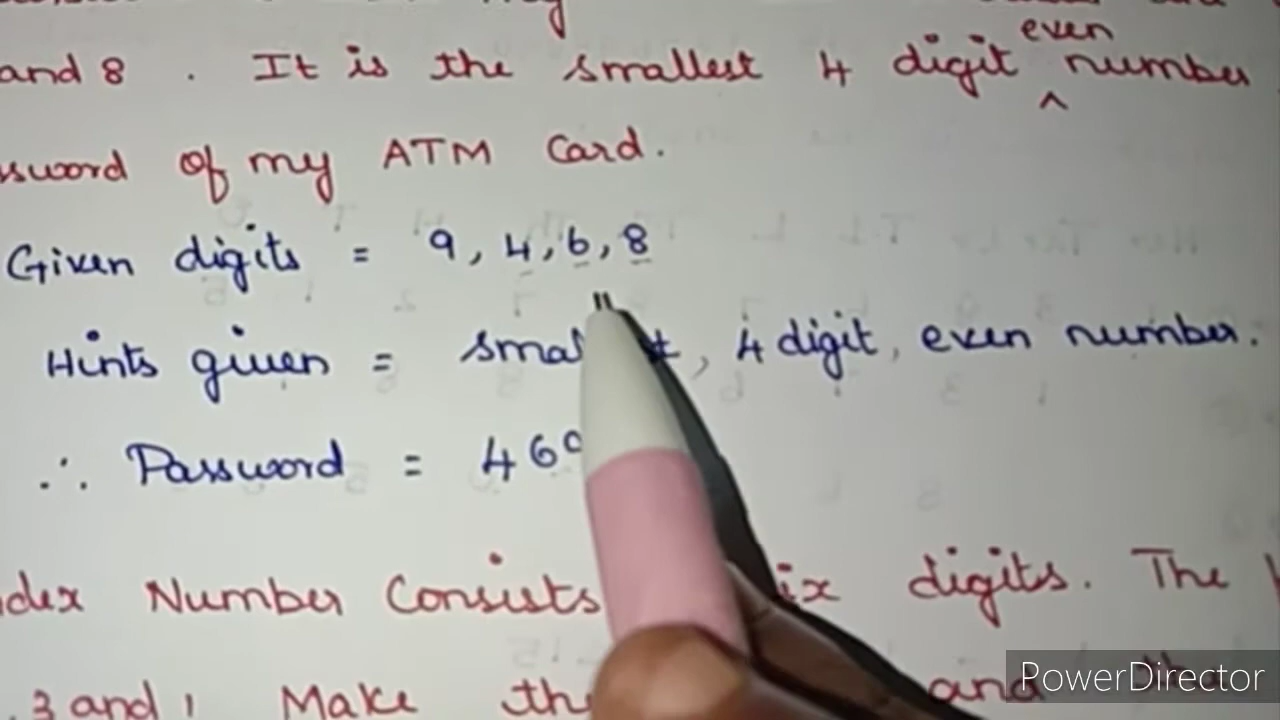 even
and 8 . It is the smallest 4 digit ^ number
of my ATM Card.
Given digits = 9, 4, 6, 8
Hints given = , 4 digit, even number.
∴ Password = 46
Number Consists digits. The
3 and 1 Make the and
PowerDirector